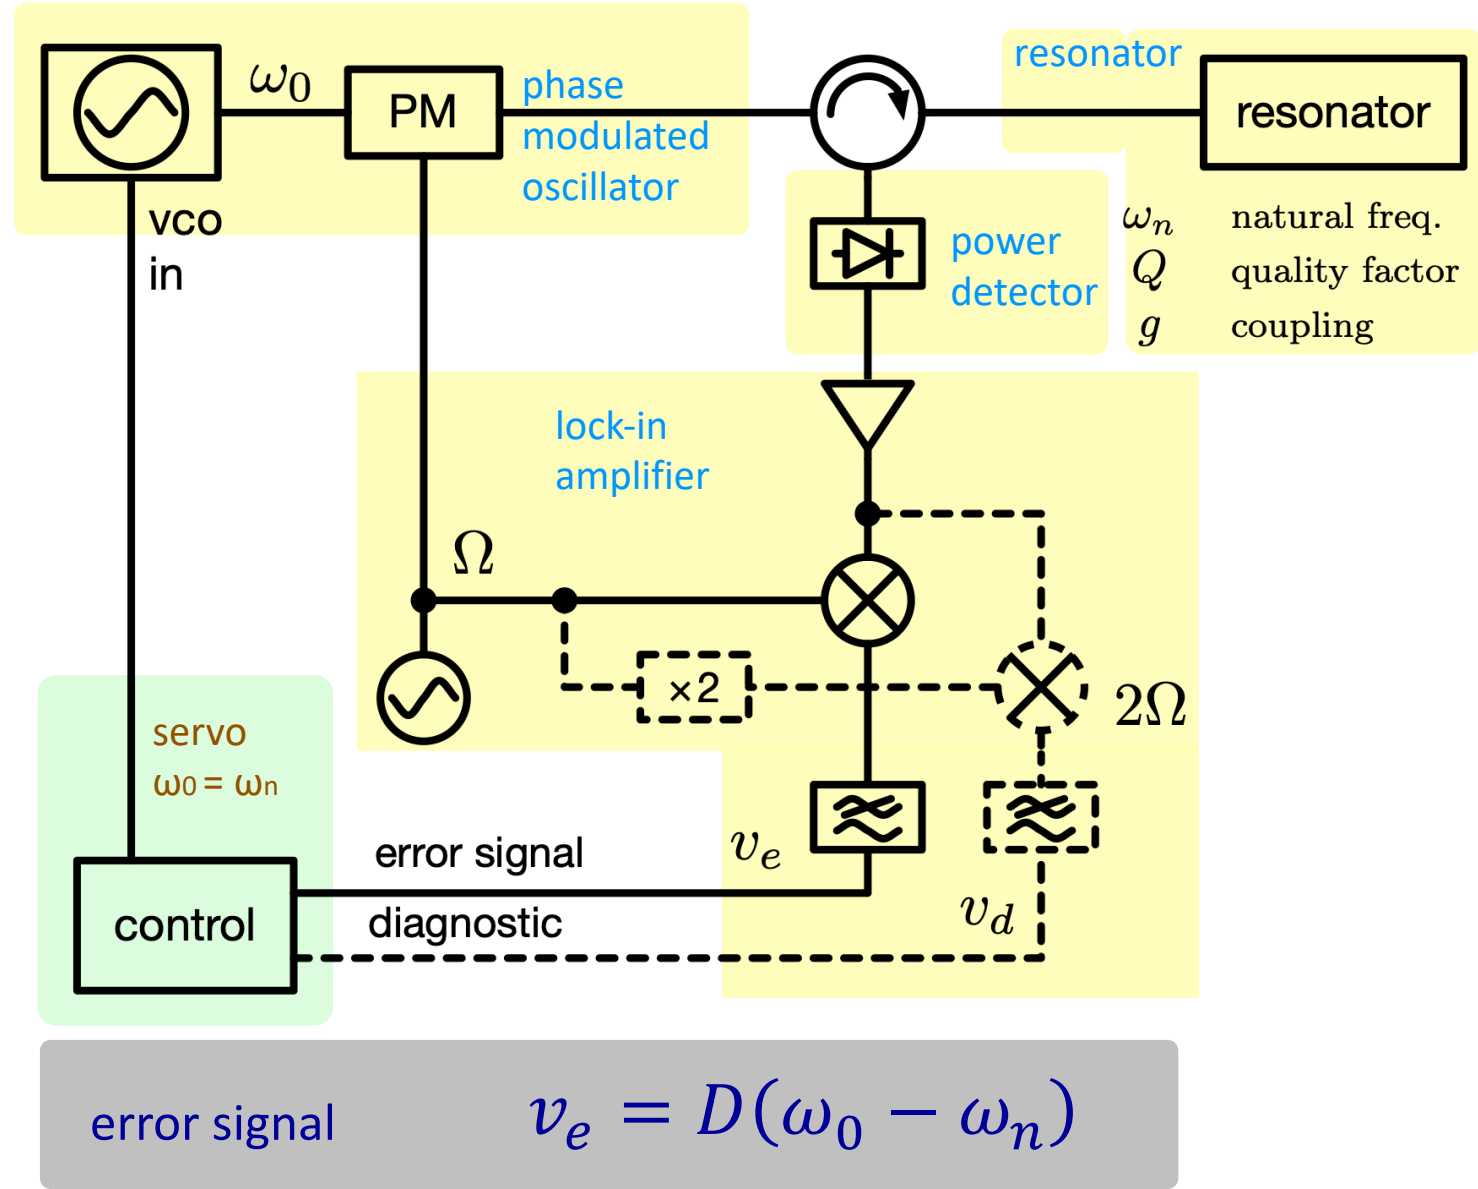 ω₀
PM
phase
modulated
oscillator
resonator
resonator
vco
in
power
detector
ωₙ natural freq.
Q quality factor
g coupling
lock-in
amplifier
Ω
×2
2Ω
servo
ω₀ = ωₙ
vₑ
error signal
control
diagnostic
v_d
error signal vₑ = D(ω₀ − ωₙ)